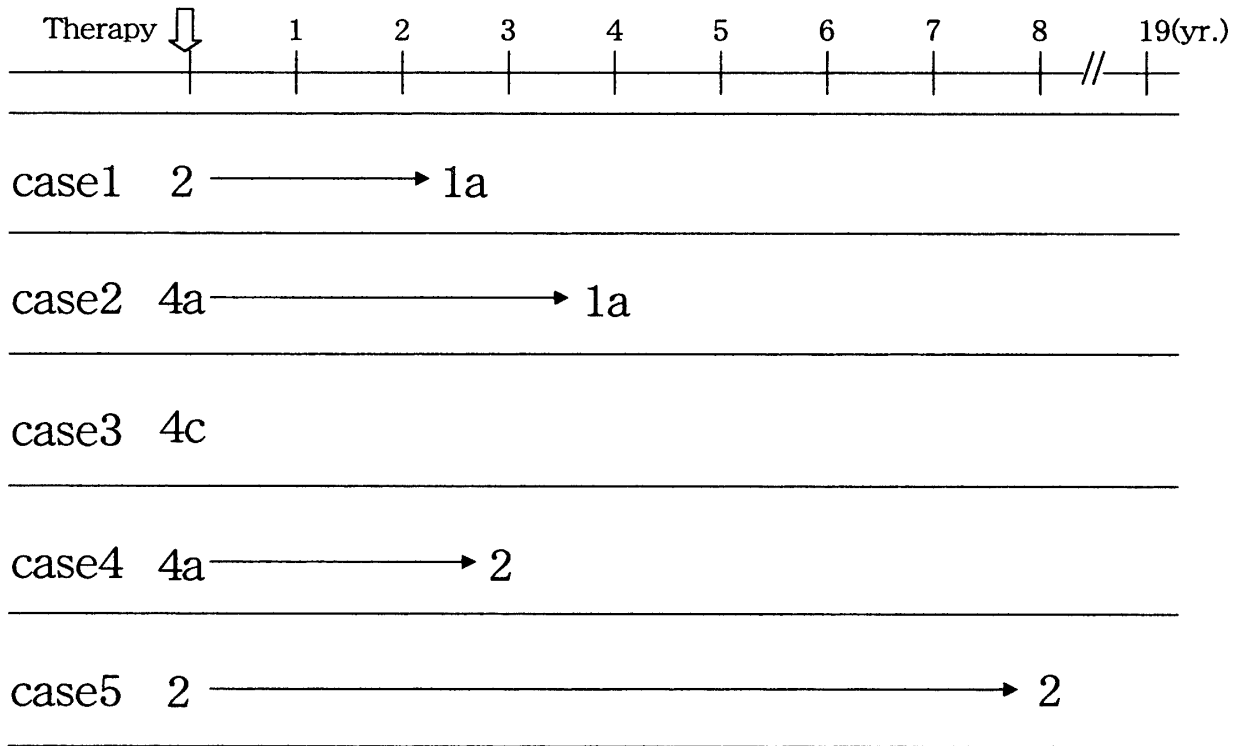 Therapy 1 2 3 4 5 6 7 8 19(yr.)
case1 2 1a
case2 4a 1a
case3 4c
case4 4a 2
case5 2 2